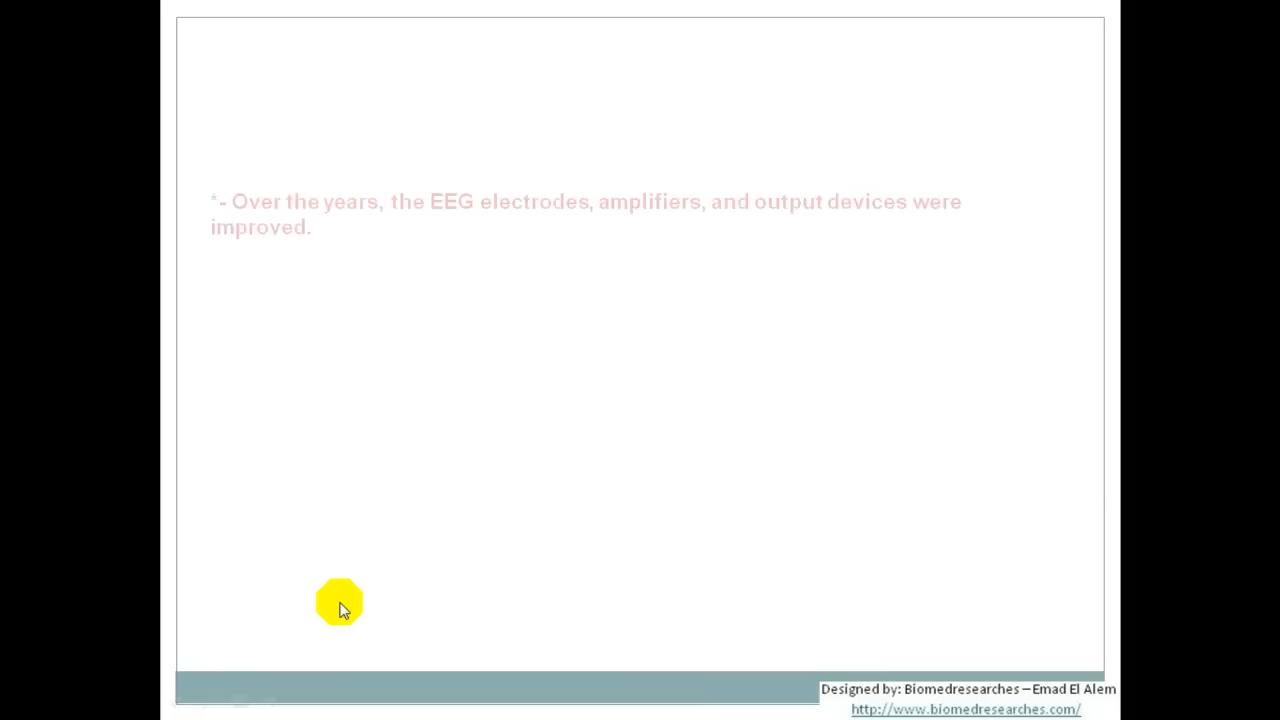 *- Over the years, the EEG electrodes, amplifiers, and output devices were
improved.
Designed by: Biomedresearches – Emad El Alem
http://www.biomedresearches.com/